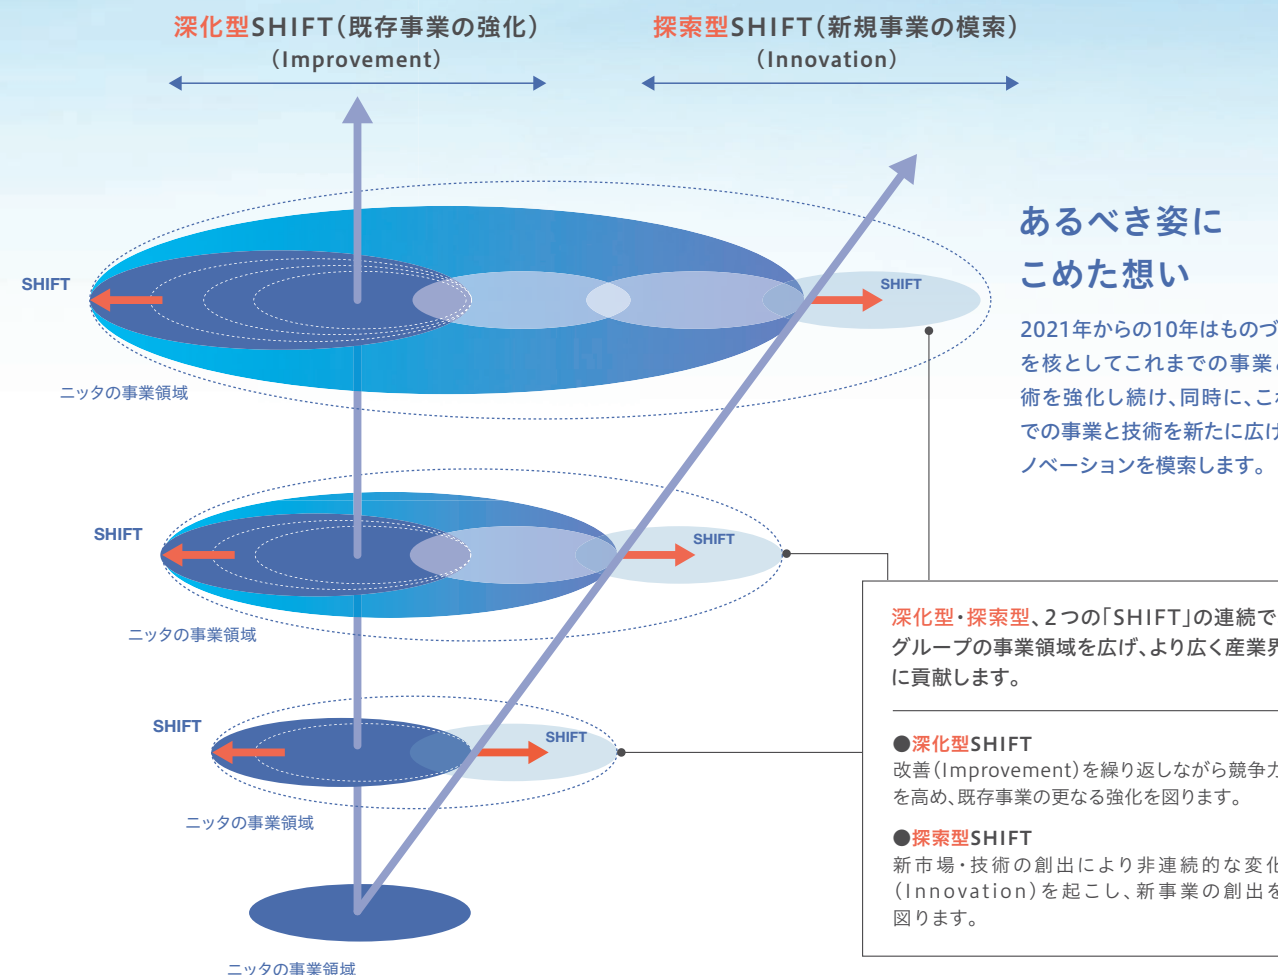 深化型SHIFT(既存事業の強化)
(Improvement)
探索型SHIFT(新規事業の模索)
(Innovation)
SHIFT
SHIFT
ニッタの事業領域
あるべき姿に
こめた想い
2021年からの10年はものづ
を核としてこれまでの事業
術を強化し続け、同時に、これ
での事業と技術を新たに広げ
ノベーションを模索します。
SHIFT
SHIFT
ニッタの事業領域
SHIFT
SHIFT
ニッタの事業領域
ニッタの事業領域
深化型・探索型、2つの「SHIFT」の連続で
グループの事業領域を広げ、より広く産業界
に貢献します。
●深化型SHIFT
改善(Improvement)を繰り返しながら競争力
を高め、既存事業の更なる強化を図ります。
●探索型SHIFT
新市場・技術の創出により非連続的な変化
(Innovation)を起こし、新事業の創出を
図ります。